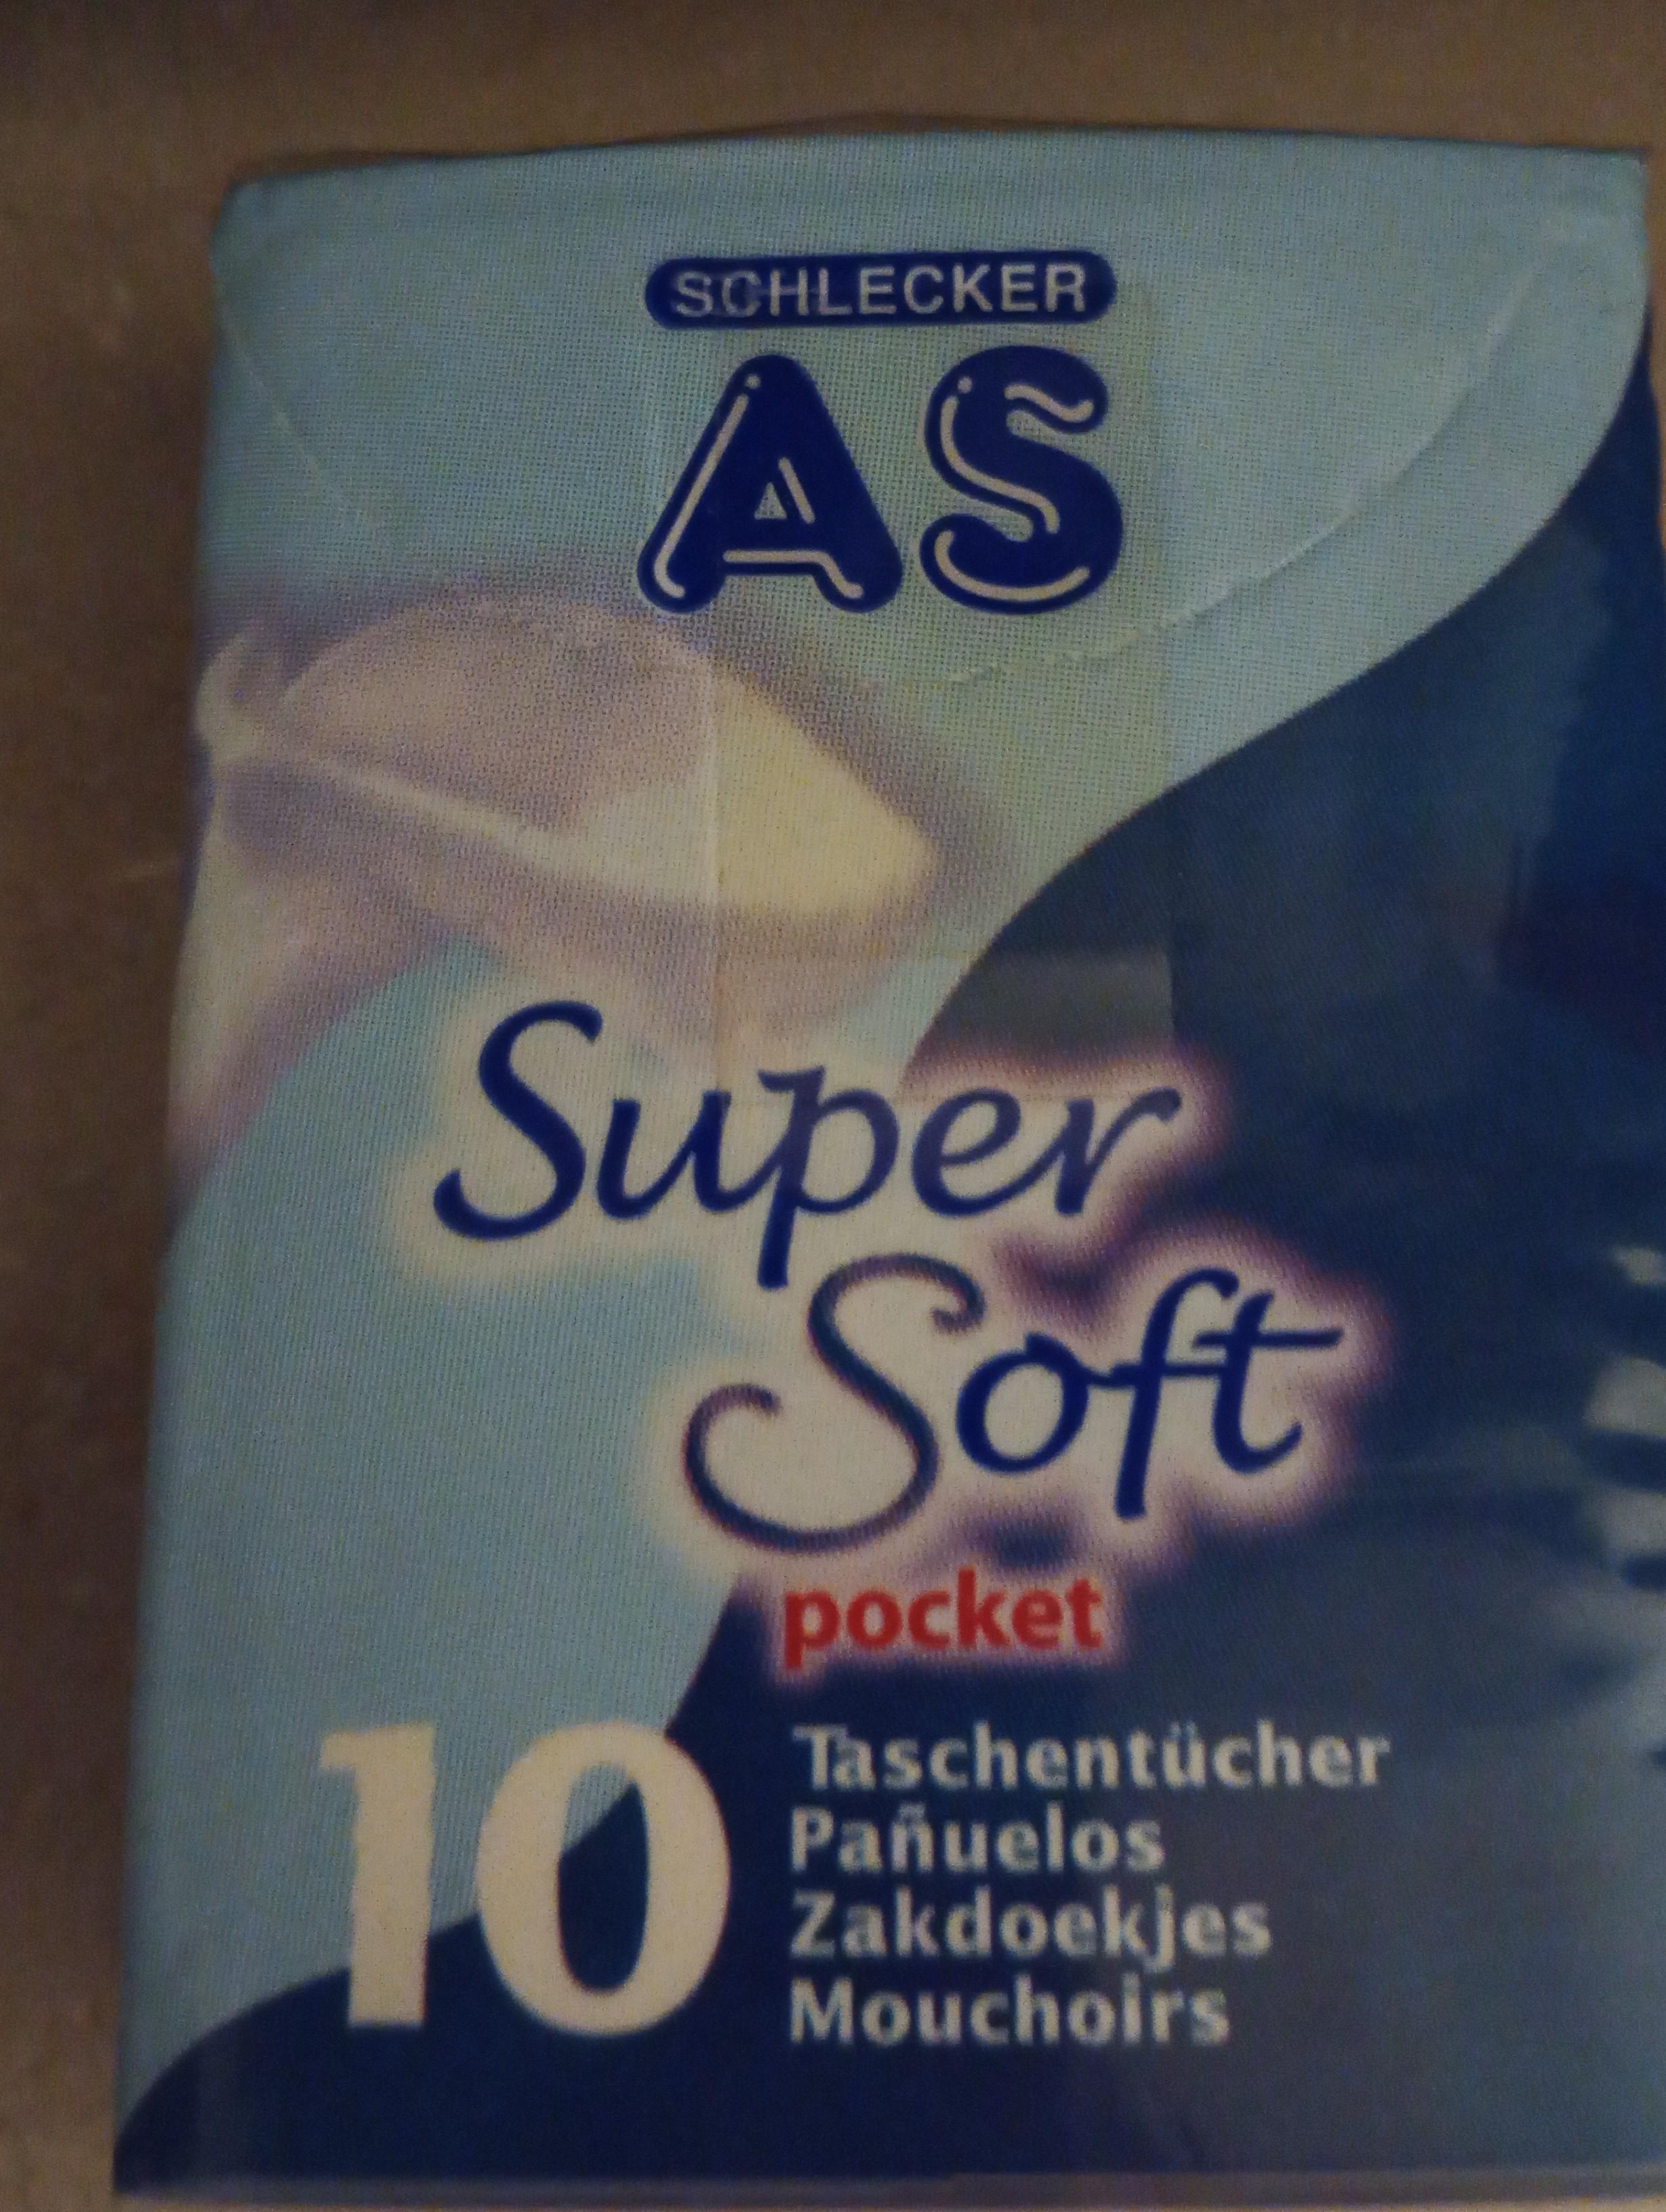 SCHLECKER
AS
Super
Soft
pocket
10
Taschentücher
Pañuelos
Zakdoekjes
Mouchoirs